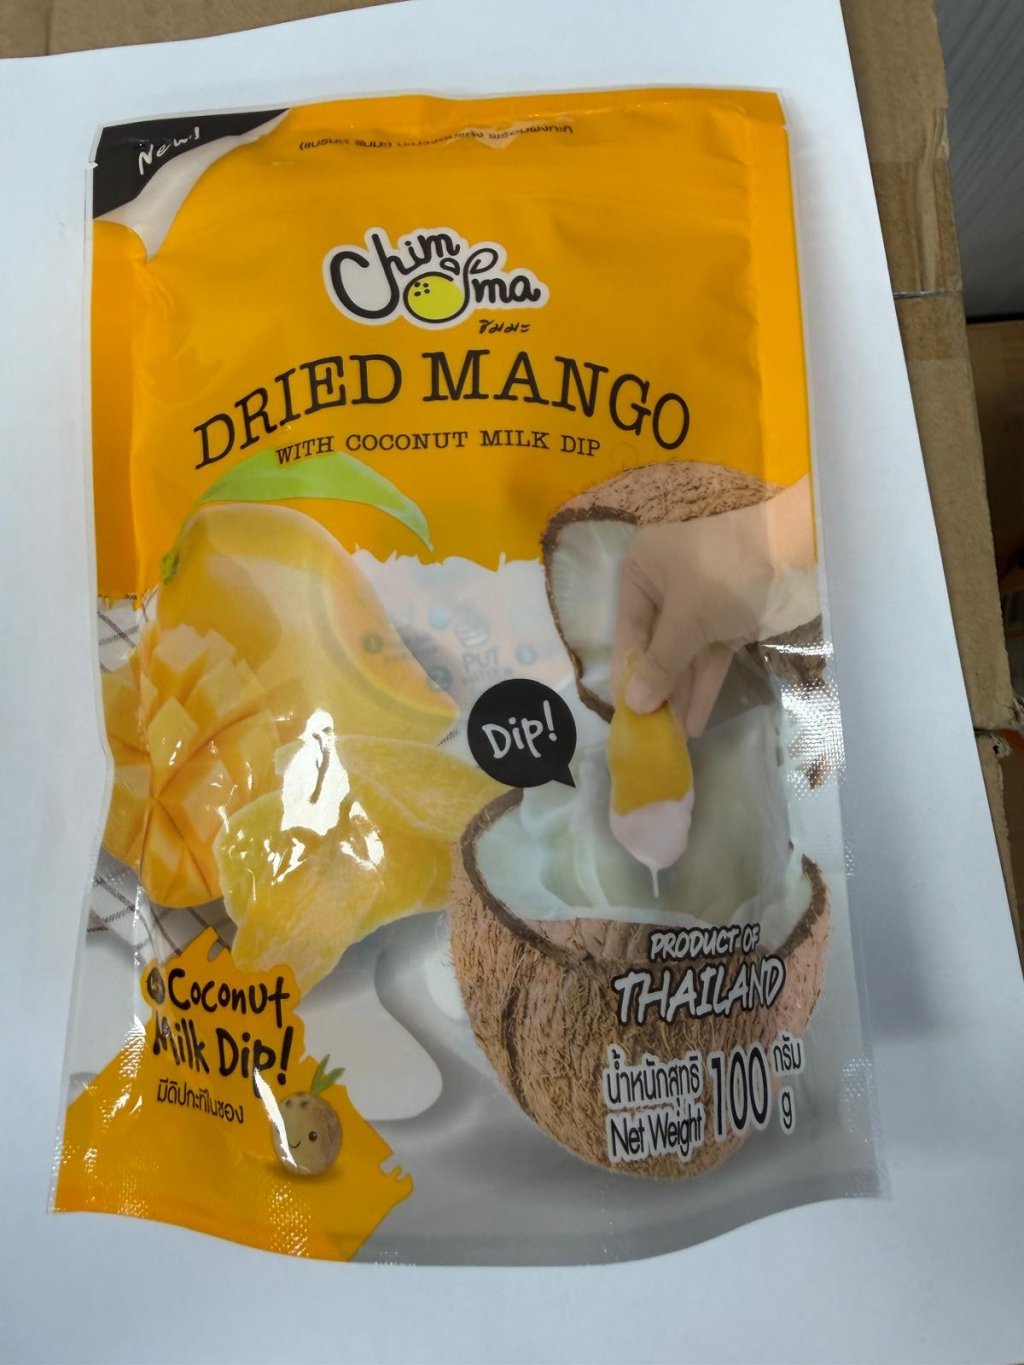 New!
Chim ma
ชิมมะ
DRIED MANGO
WITH COCONUT MILK DIP
PUT
Dip!
PRODUCT OF
THAILAND
Coconut
Milk Dip!
มีดิปกะทิในซอง
น้ำหนักสุทธิ 100 กรัม
Net Weight g